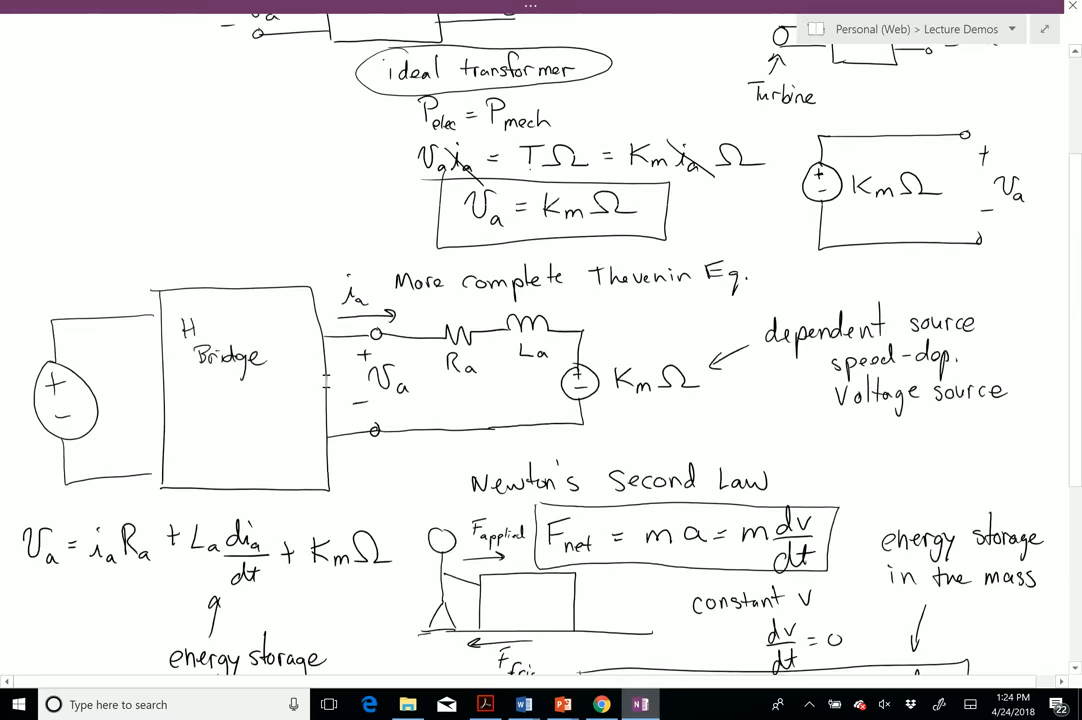 Personal (Web) > Lecture Demos
− Va
ideal transformer
Turbine
Pelec = Pmech
Va ia = TΩ = Km ia Ω
Va = Km Ω
+ − Km Ω + Va −
More complete Thevenin Eq.
ia
H Bridge
+ Va −
Ra
La
+ − Km Ω
dependent source
speed-dep.
Voltage source
+ −
Newton's Second Law
Va = ia Ra + La dia/dt + Km Ω
Fapplied
Fnet = m a = m dv/dt
energy storage
in the mass
constant v
dv/dt = 0
energy storage
Type here to search
1:24 PM
4/24/2018
22